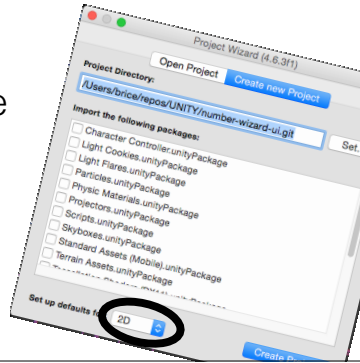 e
Project Wizard (4.6.3f1)
Open Project
Create new Project
Project Directory:
/Users/brice/repos/UNITY/number-wizard-ui.git
Set.
Import the following packages:
Character Controller.unityPackage
Light Cookies.unityPackage
Light Flares.unityPackage
Particles.unityPackage
Physic Materials.unityPackage
Projectors.unityPackage
Scripts.unityPackage
Skyboxes.unityPackage
Standard Assets (Mobile).unityPackage
Terrain Assets.unityPackage
Set up defaults fo
2D
Create Pro